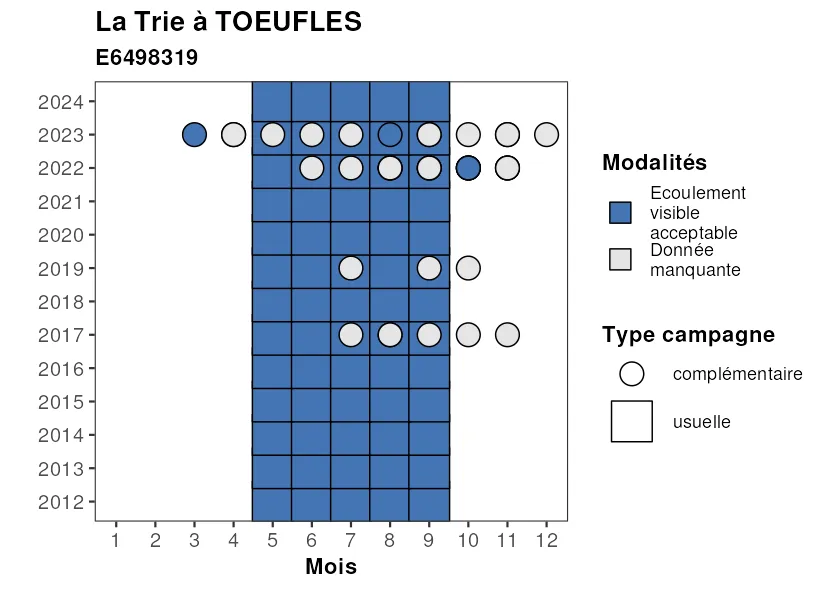 La Trie à TOEUFLES
E6498319
2024
2023
2022
2021
2020
2019
2018
2017
2016
2015
2014
2013
2012
1 2 3 4 5 6 7 8 9 10 11 12
Mois
Modalités
Ecoulement
visible
acceptable
Donnée
manquante
Type campagne
complémentaire
usuelle